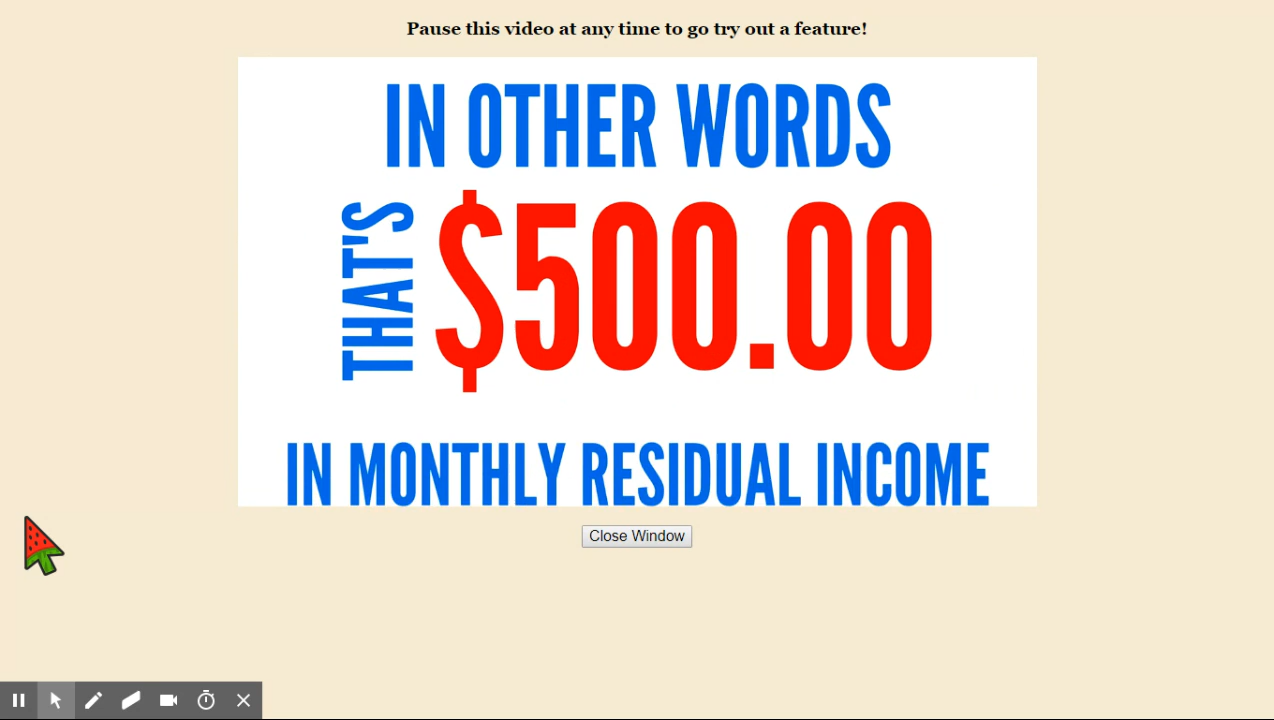 Pause this video at any time to go try out a feature!
IN OTHER WORDS
THAT'S
$500.00
IN MONTHLY RESIDUAL INCOME
Close Window